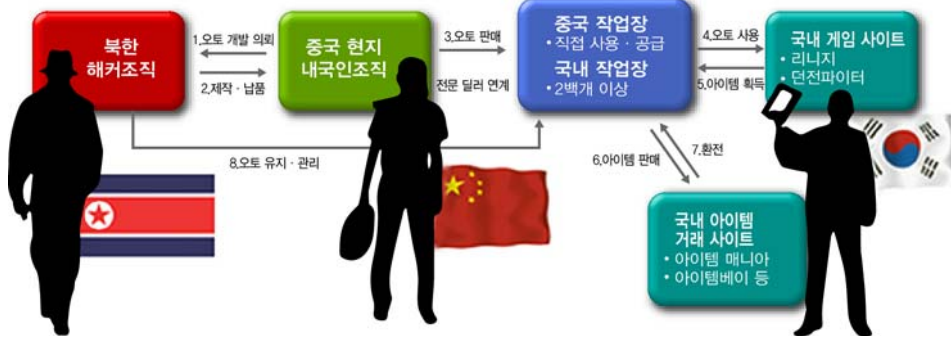 북한
해커조직
1.오토 개발 의뢰
2.제작 · 납품
중국 현지
내국인조직
3.오토 판매
전문 딜러 연계
중국 작업장
• 직접 사용 · 공급
국내 작업장
• 2백개 이상
4.오토 사용
5.아이템 획득
국내 게임 사이트
• 리니지
• 던전파이터
8.오토 유지 · 관리
6.아이템 판매
7.환전
국내 아이템
거래 사이트
• 아이템 매니아
• 아이템베이 등